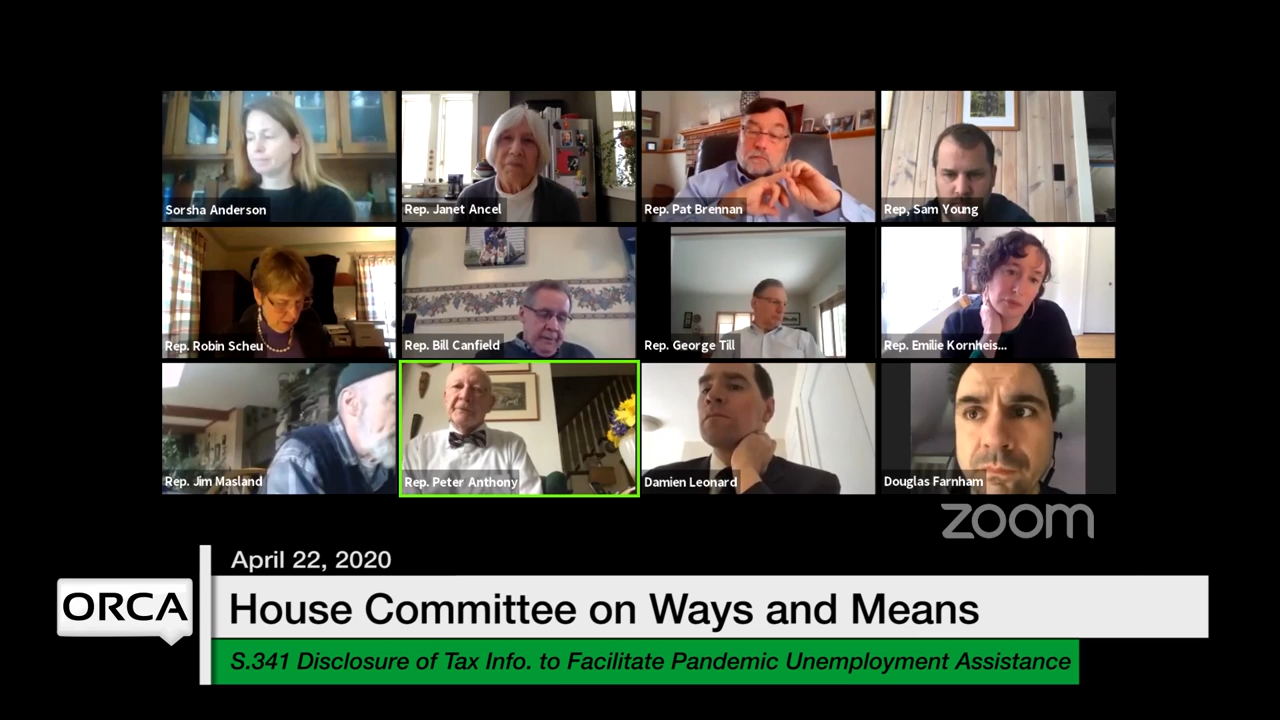 Sorsha Anderson
Rep. Janet Ancel
Rep. Pat Brennan
Rep, Sam Young
Rep. Robin Scheu
Rep. Bill Canfield
Rep. George Till
Rep. Emilie Kornheis...
Rep. Jim Masland
Rep. Peter Anthony
Damien Leonard
Douglas Farnham
zoom
April 22, 2020
ORCA
House Committee on Ways and Means
S.341 Disclosure of Tax Info. to Facilitate Pandemic Unemployment Assistance